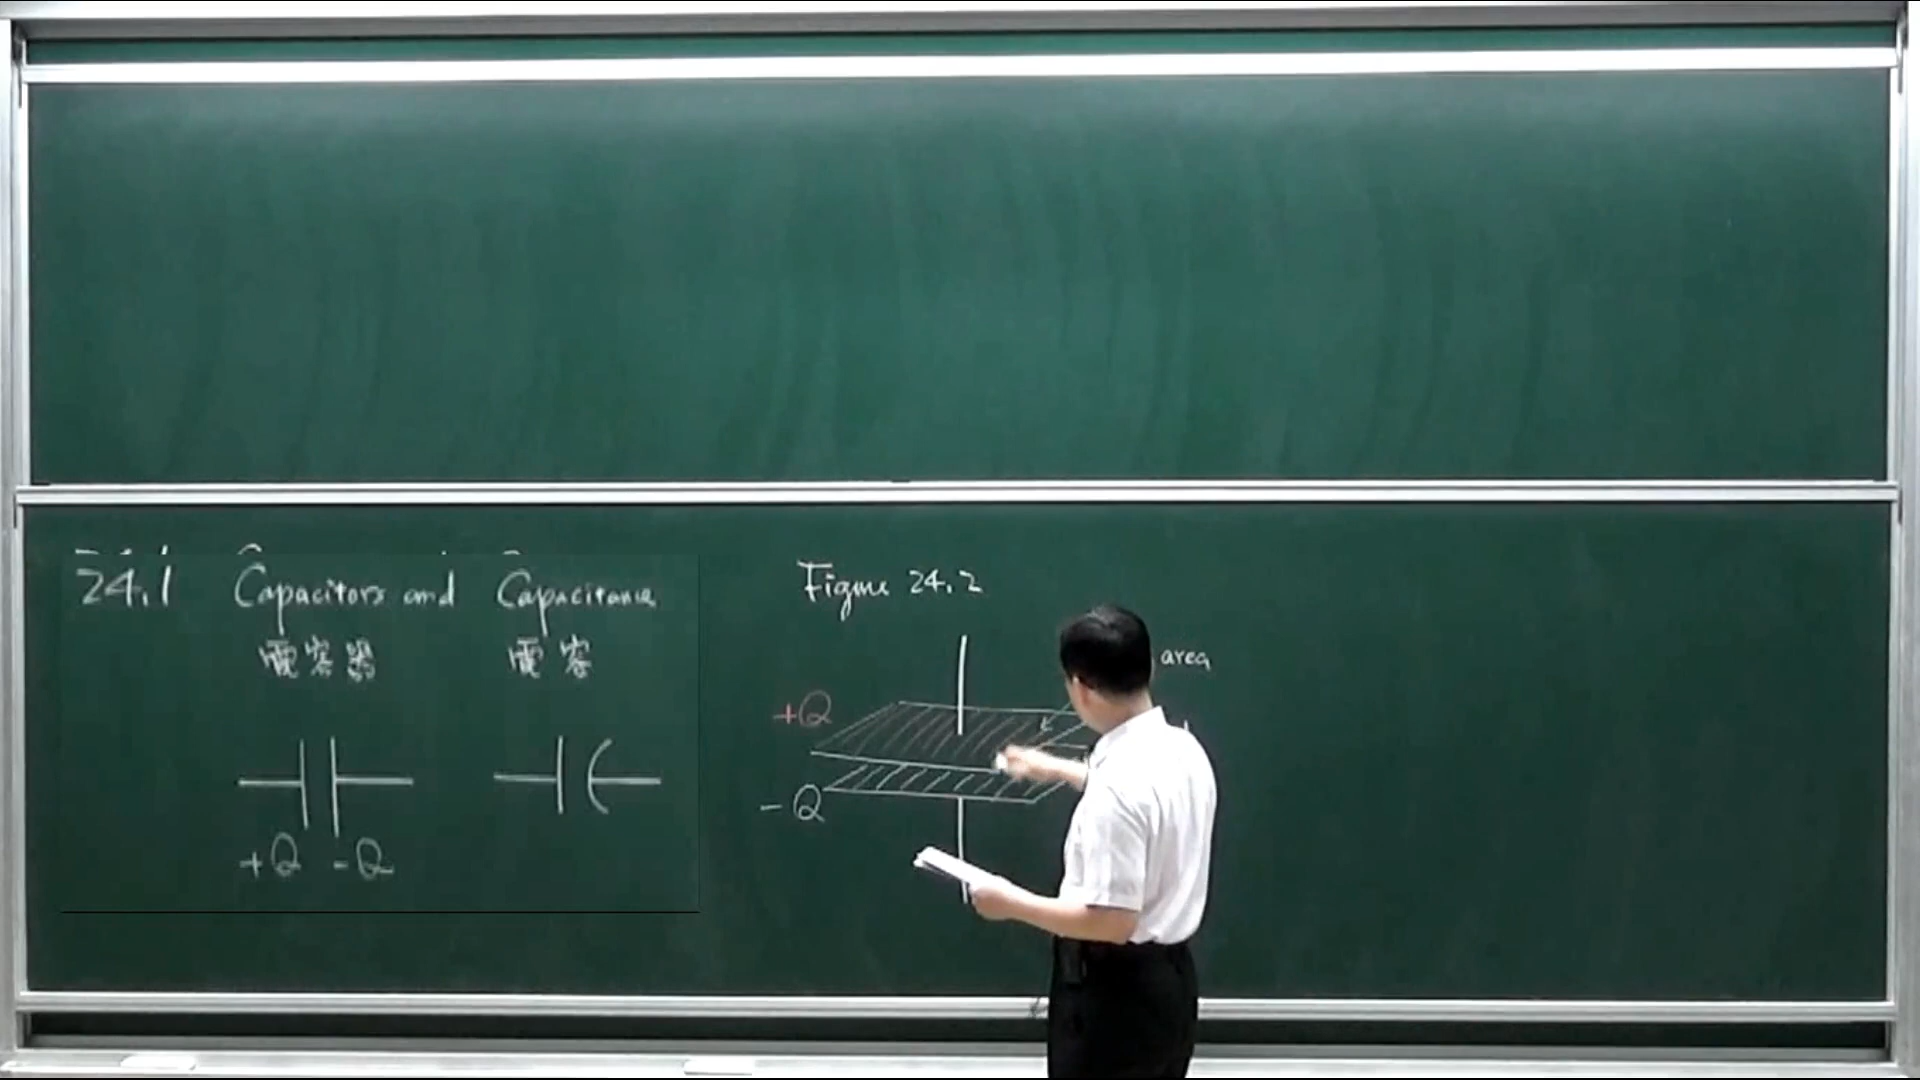 24.1 Capacitors and Capacitance
電容器 電容
+Q -Q
Figure 24.2
area
+Q
-Q